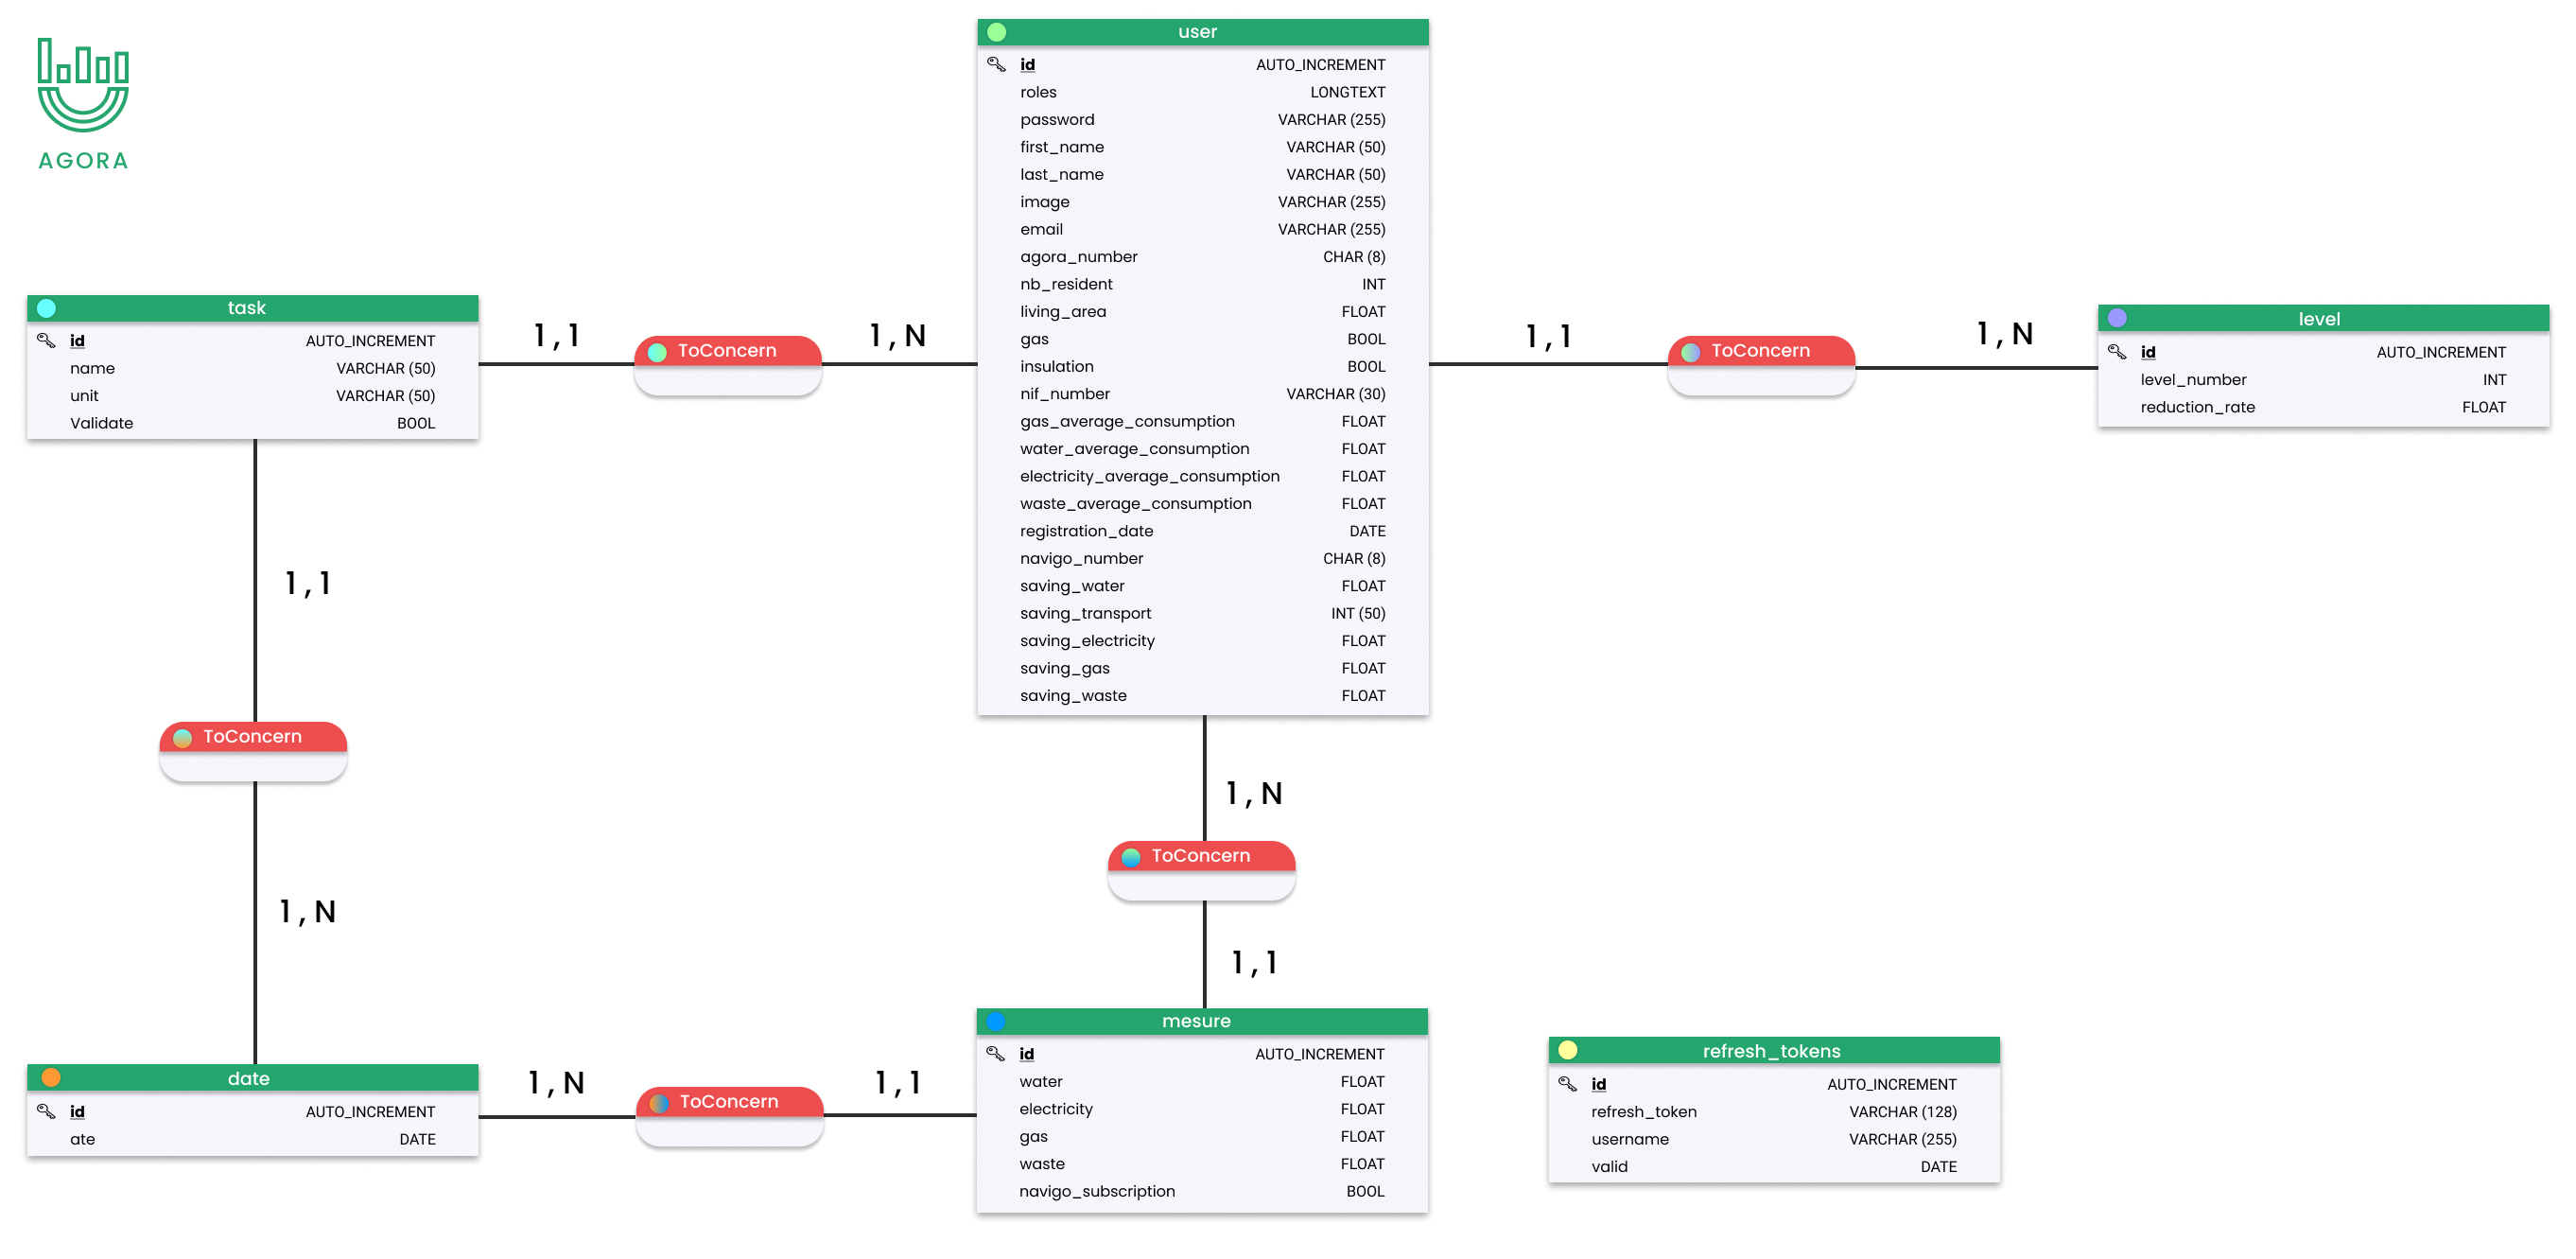 AGORA
user
id AUTO_INCREMENT
roles LONGTEXT
password VARCHAR (255)
first_name VARCHAR (50)
last_name VARCHAR (50)
image VARCHAR (255)
email VARCHAR (255)
agora_number CHAR (8)
nb_resident INT
living_area FLOAT
gas BOOL
insulation BOOL
nif_number VARCHAR (30)
gas_average_consumption FLOAT
water_average_consumption FLOAT
electricity_average_consumption FLOAT
waste_average_consumption FLOAT
registration_date DATE
navigo_number CHAR (8)
saving_water FLOAT
saving_transport INT (50)
saving_electricity FLOAT
saving_gas FLOAT
saving_waste FLOAT
task
id AUTO_INCREMENT
name VARCHAR (50)
unit VARCHAR (50)
Validate BOOL
1,1
ToConcern
1,N
1,1
ToConcern
1,N
level
id AUTO_INCREMENT
level_number INT
reduction_rate FLOAT
1,1
ToConcern
1,N
1,N
ToConcern
1,1
date
id AUTO_INCREMENT
ate DATE
1,N
ToConcern
1,1
mesure
id AUTO_INCREMENT
water FLOAT
electricity FLOAT
gas FLOAT
waste FLOAT
navigo_subscription BOOL
refresh_tokens
id AUTO_INCREMENT
refresh_token VARCHAR (128)
username VARCHAR (255)
valid DATE